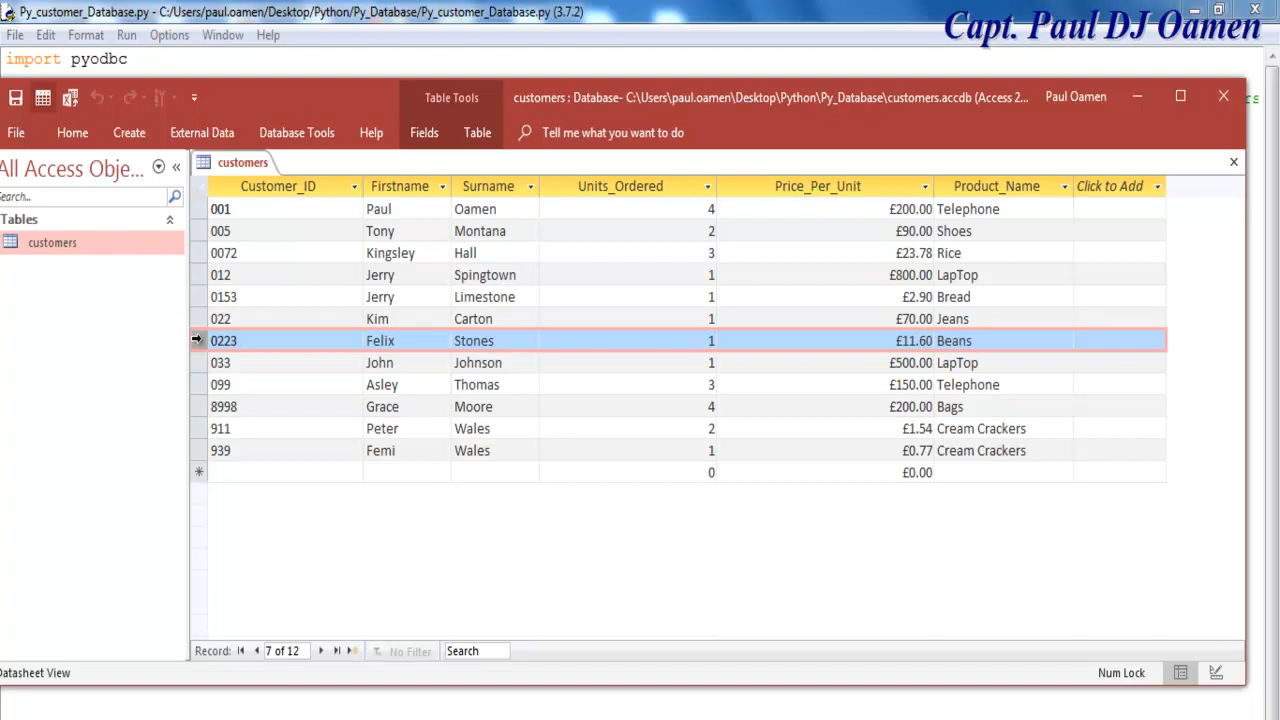 Py_customer_Database.py - C:/Users/paul.oamen/Desktop/Python/Py_Database/Py_customer_Database.py (3.7.2)
Capt. Paul DJ Oamen
File Edit Format Run Options Window Help
import pyodbc
Table Tools customers : Database- C:\Users\paul.oamen\Desktop\Python\Py_Database\customers.accdb (Access 2... Paul Oamen
File Home Create External Data Database Tools Help Fields Table Tell me what you want to do
All Access Obje... « customers
Search...
Tables
customers
Customer_ID Firstname Surname Units_Ordered Price_Per_Unit Product_Name Click to Add
001 Paul Oamen 4 £200.00 Telephone
005 Tony Montana 2 £90.00 Shoes
0072 Kingsley Hall 3 £23.78 Rice
012 Jerry Spingtown 1 £800.00 LapTop
0153 Jerry Limestone 1 £2.90 Bread
022 Kim Carton 1 £70.00 Jeans
0223 Felix Stones 1 £11.60 Beans
033 John Johnson 1 £500.00 LapTop
099 Asley Thomas 3 £150.00 Telephone
8998 Grace Moore 4 £200.00 Bags
911 Peter Wales 2 £1.54 Cream Crackers
939 Femi Wales 1 £0.77 Cream Crackers
* 0 £0.00
Record: 7 of 12 No Filter Search
Datasheet View Num Lock